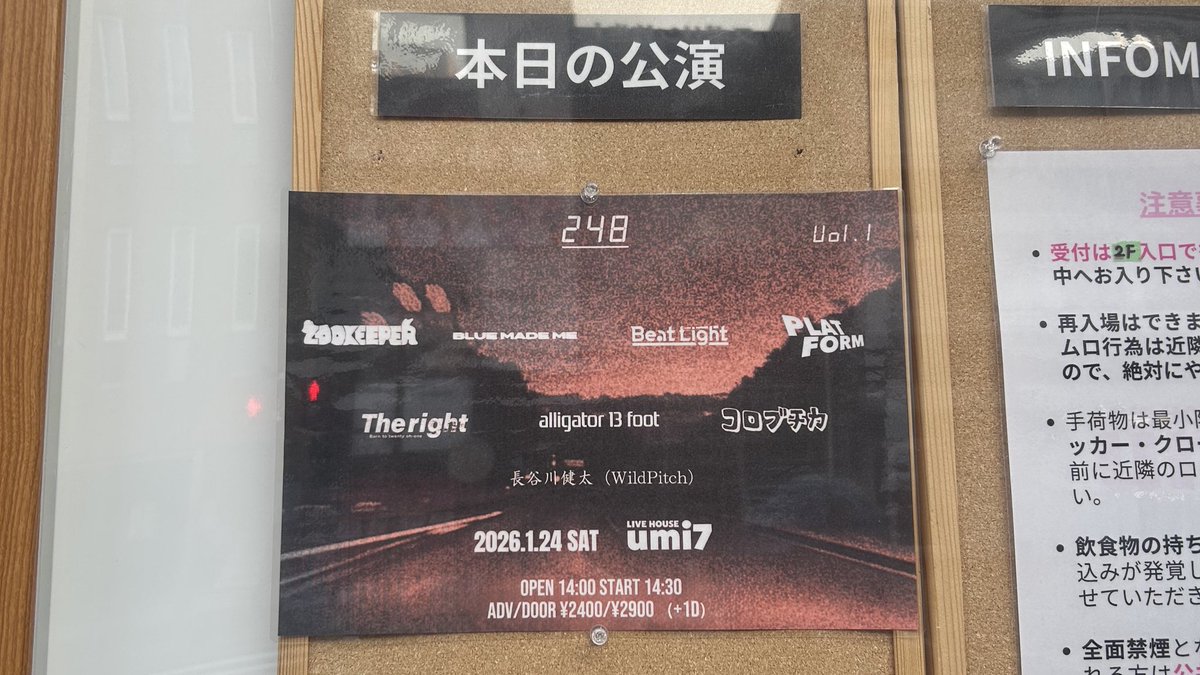 本日の公演
248
Vol.1
ZOOKEEPER
BLUE MADE ME
Beat Light
PLAT FORM
The right
Born to twenty oh-one
alligator 13 foot
コロブチカ
長谷川健太（WildPitch）
2026.1.24 SAT
LIVE HOUSE
umi7
OPEN 14:00 START 14:30
ADV/DOOR ¥2400/¥2900 (+1D)
INFOM
注意
• 受付は2F入口で
中へお入り下さ
• 再入場はできま
ムロ行為は近隣
ので、絶対にや
• 手荷物は最小
ッカー・クロ
前に近隣のロ
い。
• 飲食物の持ち
込みが発覚し
せていただき
• 全面禁煙とな
れる方は公